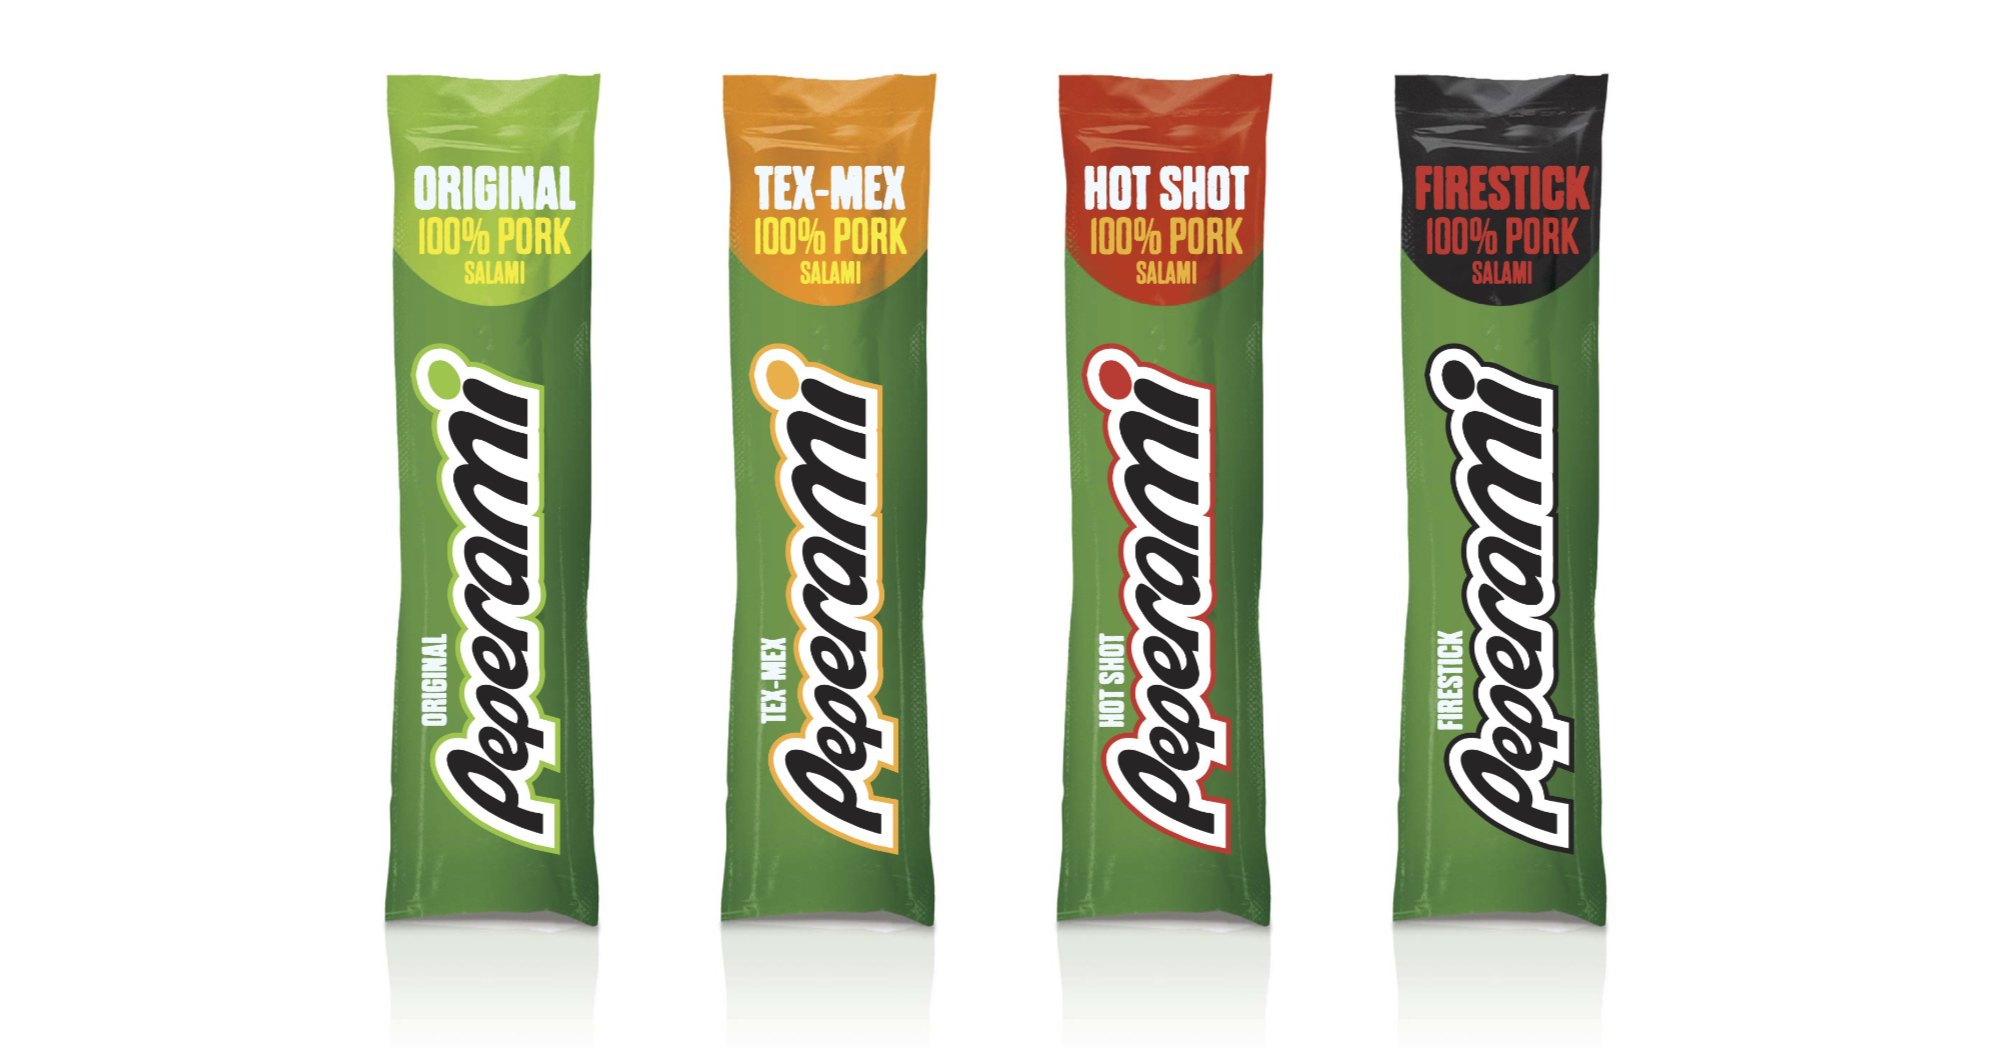 ORIGINAL
100% PORK
SALAMI
ORIGINAL
Peperami
TEX-MEX
100% PORK
SALAMI
TEX-MEX
Peperami
HOT SHOT
100% PORK
SALAMI
HOT SHOT
Peperami
FIRESTICK
100% PORK
SALAMI
FIRESTICK
Peperami